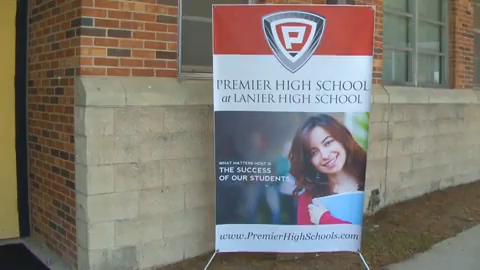 P
PREMIER HIGH SCHOOL
at LANIER HIGH SCHOOL
WHAT MATTERS MOST IS
THE SUCCESS
OF OUR STUDENTS
www.PremierHighSchools.com